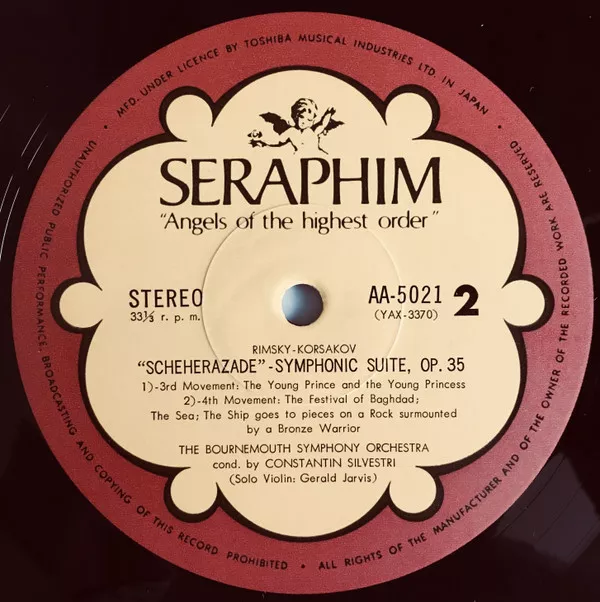 MFD. UNDER LICENCE BY TOSHIBA MUSICAL INDUSTRIES LTD. IN JAPAN •
SERAPHIM
"Angels of the highest order"
STEREO
33⅓ r. p. m.
AA-5021
(YAX-3370)
2
RIMSKY-KORSAKOV
"SCHEHERAZADE"-SYMPHONIC SUITE, OP. 35
1)-3rd Movement: The Young Prince and the Young Princess
2)-4th Movement: The Festival of Baghdad;
The Sea; The Ship goes to pieces on a Rock surmounted
by a Bronze Warrior
THE BOURNEMOUTH SYMPHONY ORCHESTRA
cond. by CONSTANTIN SILVESTRI
(Solo Violin: Gerald Jarvis)
UNAUTHORIZED PUBLIC PERFORMANCE, BROADCASTING AND COPYING OF THIS RECORD PROHIBITED • ALL RIGHTS OF THE MANUFACTURER AND OF THE OWNER OF THE RECORDED WORK ARE RESERVED •